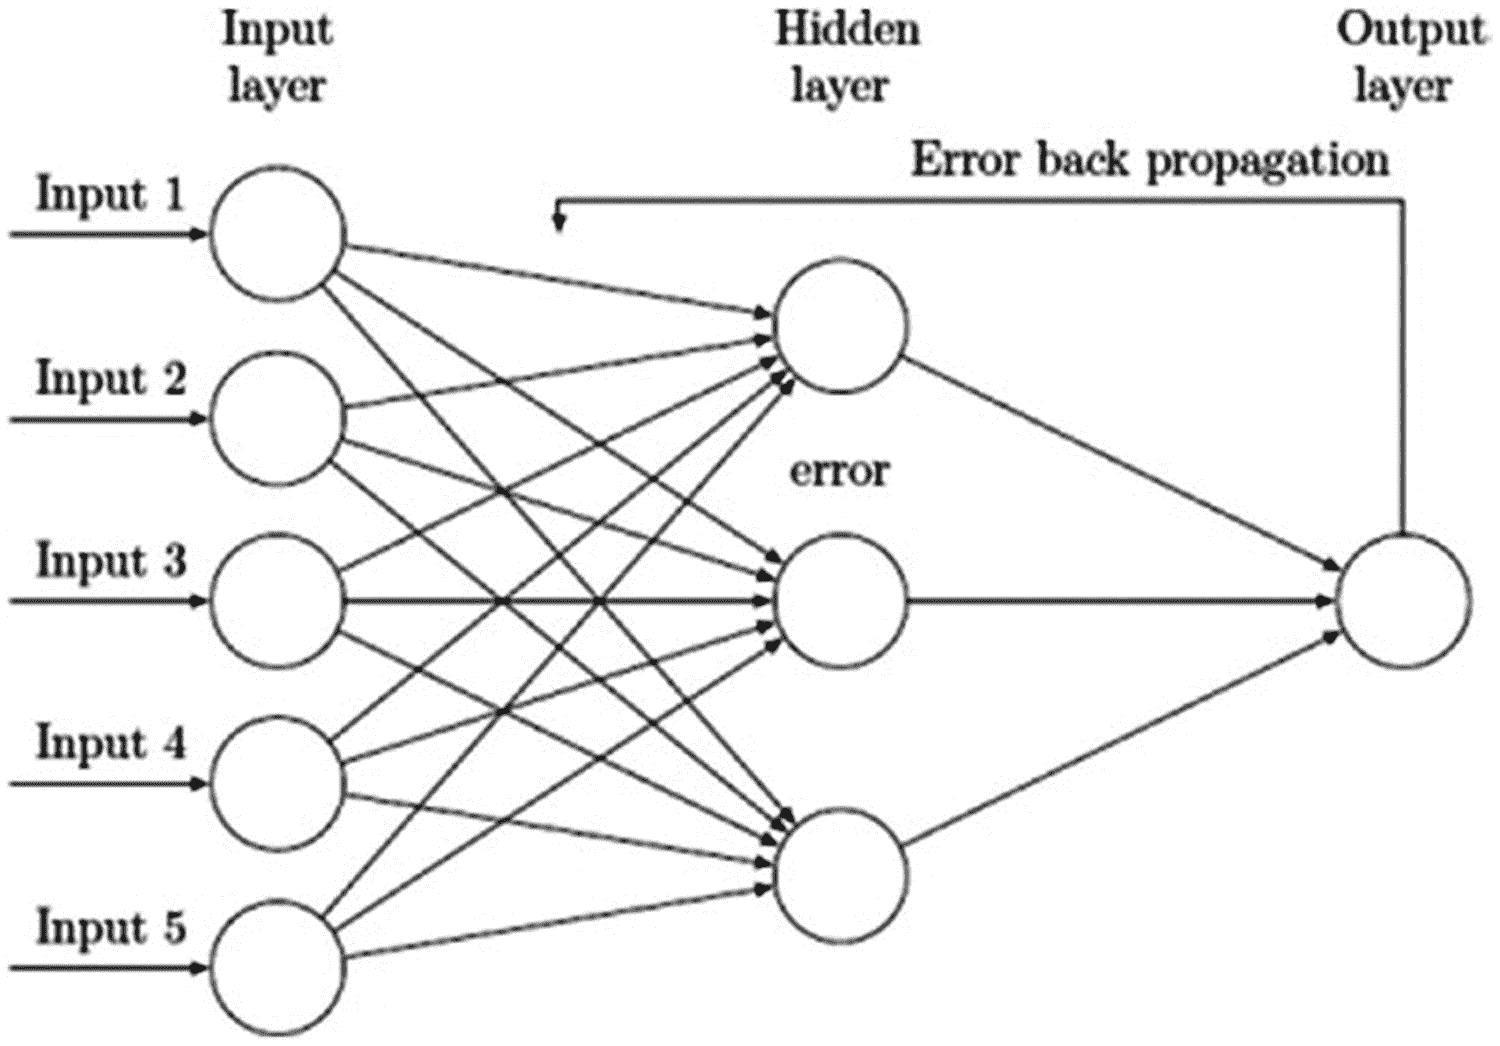 Input
layer
Hidden
layer
Output
layer
Error back propagation
Input 1
Input 2
error
Input 3
Input 4
Input 5